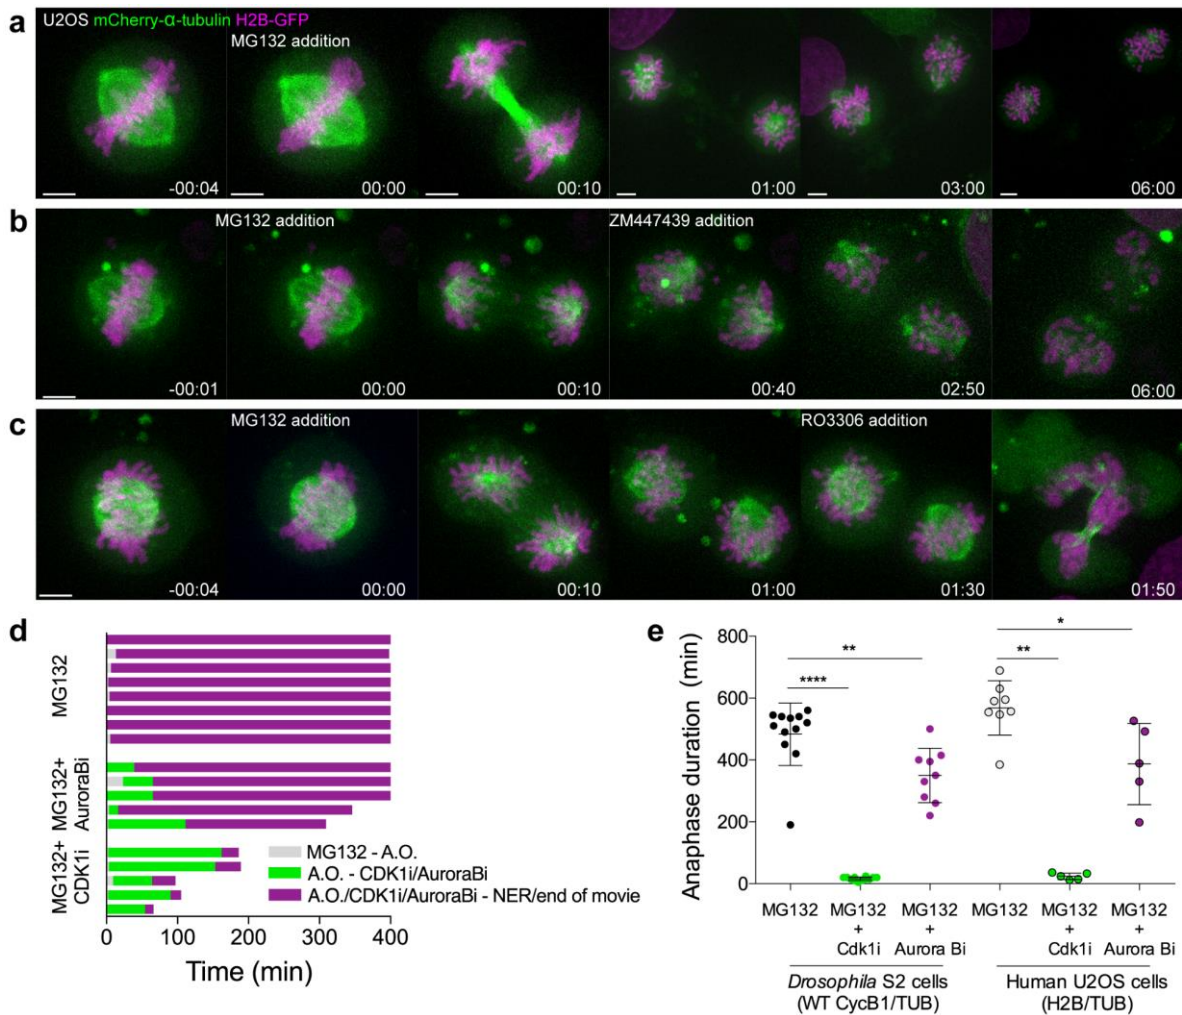 a
U2OS mCherry-α-tubulin H2B-GFP
MG132 addition
-00:04
00:00
00:10
01:00
03:00
06:00
b
MG132 addition
ZM447439 addition
-00:01
00:00
00:10
00:40
02:50
06:00
c
MG132 addition
RO3306 addition
-00:04
00:00
00:10
01:00
01:30
01:50
d
MG132
MG132+
AuroraBi
MG132+
CDK1i
MG132 - A.O.
A.O. - CDK1i/AuroraBi
A.O./CDK1i/AuroraBi - NER/end of movie
0
100
200
300
400
Time (min)
e
Anaphase duration (min)
800
600
400
200
0
****
**
**
*
MG132
MG132
+
Cdk1i
MG132
+
Aurora Bi
MG132
MG132
+
Cdk1i
MG132
+
Aurora Bi
Drosophila S2 cells
(WT CycB1/TUB)
Human U2OS cells
(H2B/TUB)